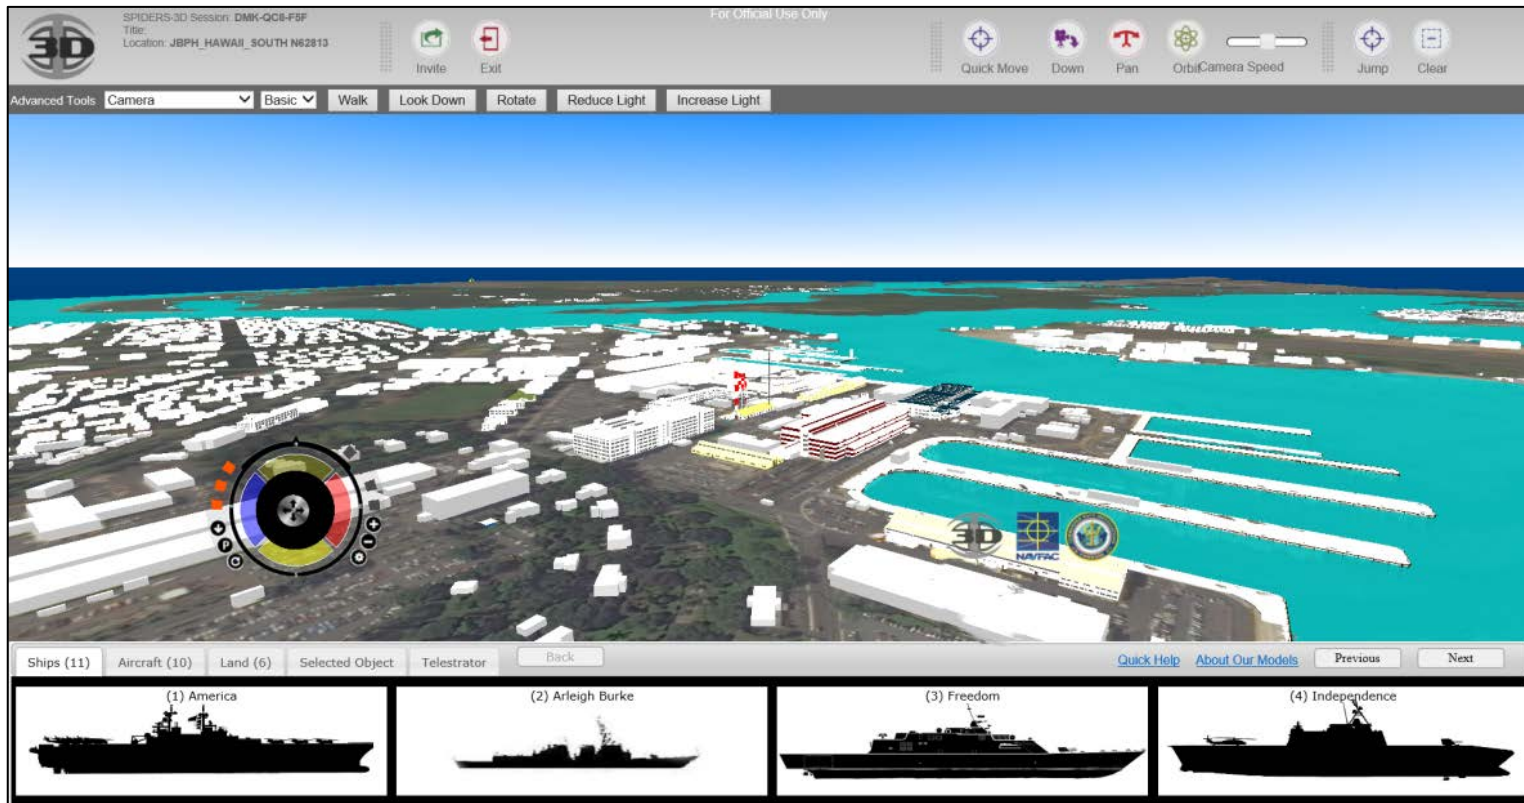 For Official Use Only
3D
SPIDERS-3D Session: DMK-QC8-F5F
Title:
Location: JBPH_HAWAII_SOUTH N62813
Invite
Exit
Quick Move
Down
Pan
Orbit
Camera Speed
Jump
Clear
Advanced Tools
Camera
Basic
Walk
Look Down
Rotate
Reduce Light
Increase Light
P
3D
NAVFAC
Ships (11)
Aircraft (10)
Land (6)
Selected Object
Telestrator
Back
Quick Help
About Our Models
Previous
Next
(1) America
(2) Arleigh Burke
(3) Freedom
(4) Independence